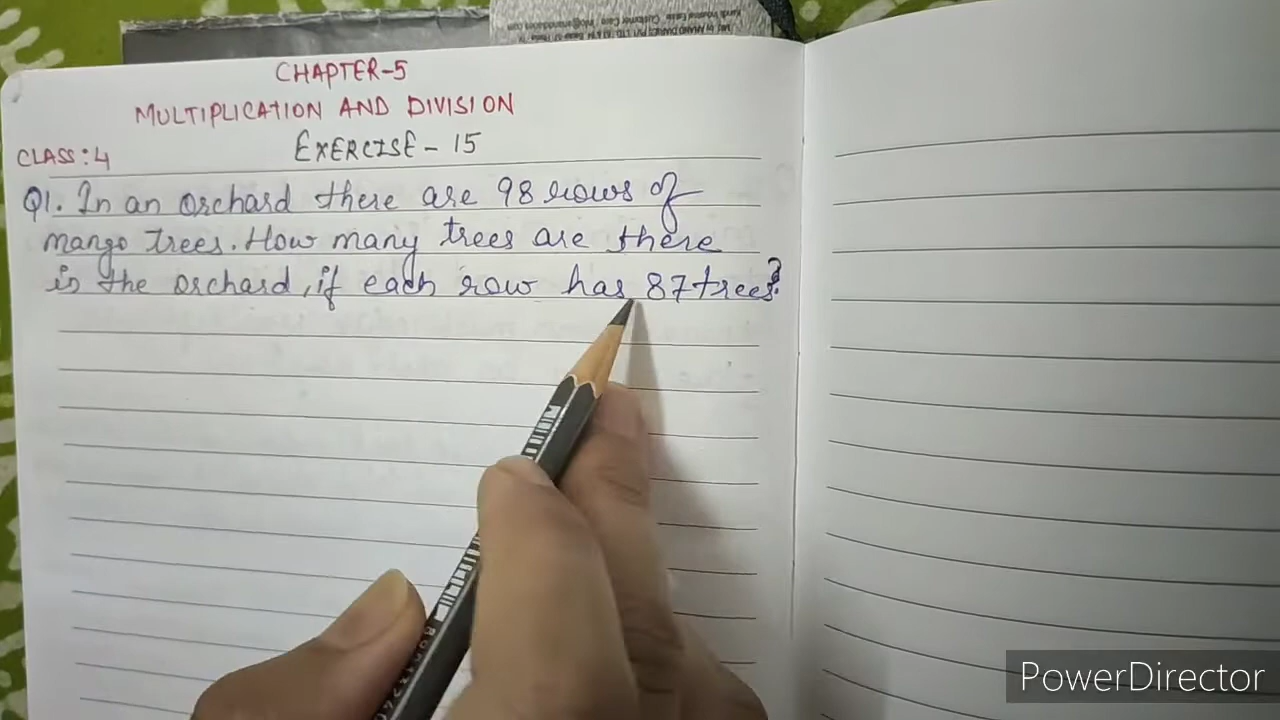 CHAPTER-5
MULTIPLICATION AND DIVISION
EXERCISE - 15
CLASS: 4
Q1. In an orchard there are 98 rows of
mango trees. How many trees are there
in the orchard, if each row has 87 trees?
PowerDirector